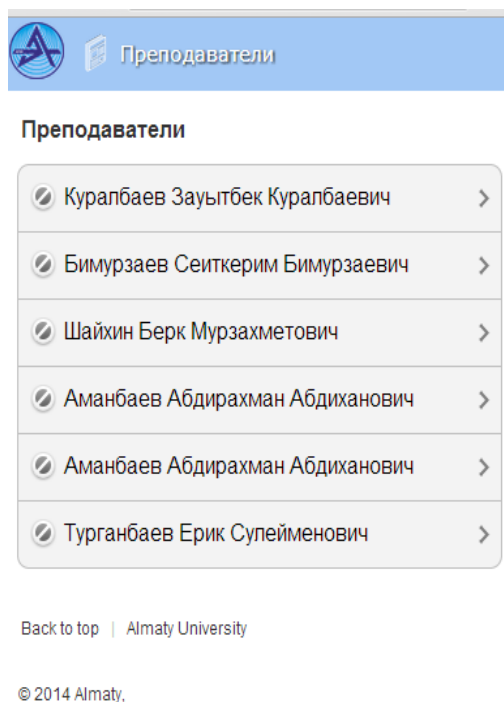 Преподаватели
Преподаватели
Куралбаев Зауытбек Куралбаевич
Бимурзаев Сеиткерим Бимурзаевич
Шайхин Берк Мурзахметович
Аманбаев Абдирахман Абдиханович
Аманбаев Абдирахман Абдиханович
Турганбаев Ерик Сулейменович
Back to top | Almaty University
© 2014 Almaty,